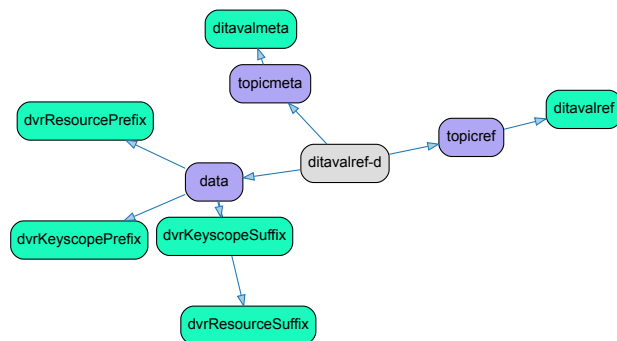 ditavalmeta
topicmeta
ditavalref
dvrResourcePrefix
topicref
ditavalref-d
data
dvrKeyscopePrefix
dvrKeyscopeSuffix
dvrResourceSuffix